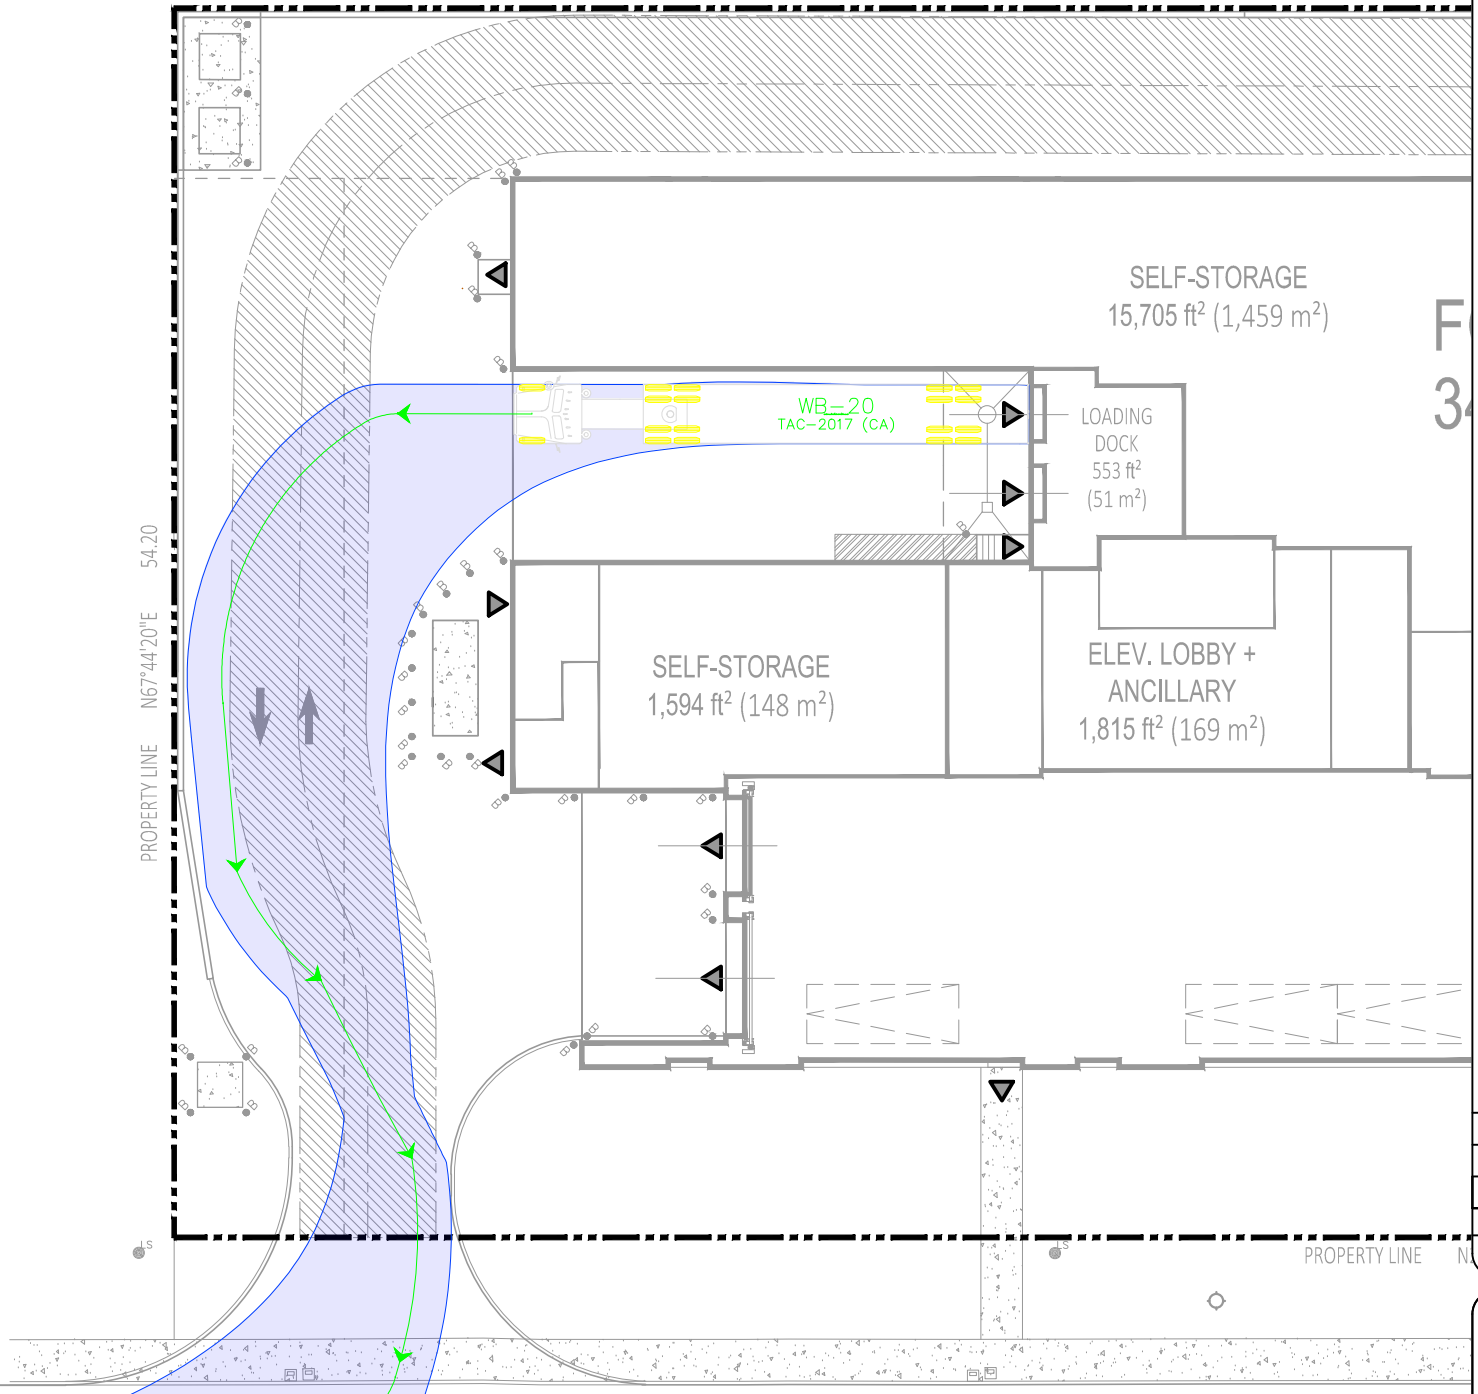 SELF-STORAGE
15,705 ft² (1,459 m²)
WB-20
TAC-2017 (CA)
LOADING
DOCK
553 ft²
(51 m²)
PROPERTY LINE N67°44'20"E 54.20
SELF-STORAGE
1,594 ft² (148 m²)
ELEV. LOBBY +
ANCILLARY
1,815 ft² (169 m²)
LS
LS
PROPERTY LINE